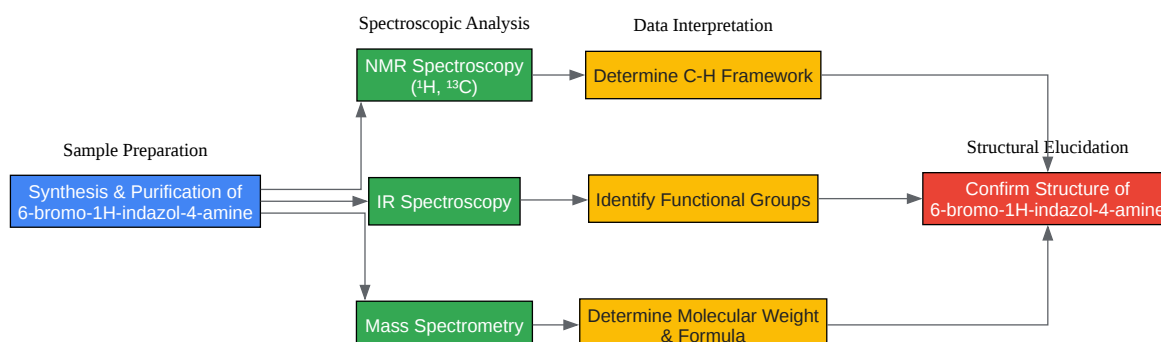 Spectroscopic Analysis
Data Interpretation
NMR Spectroscopy
(¹H, ¹³C)
Determine C-H Framework
Sample Preparation
Structural Elucidation
Synthesis & Purification of
6-bromo-1H-indazol-4-amine
IR Spectroscopy
Identify Functional Groups
Confirm Structure of
6-bromo-1H-indazol-4-amine
Mass Spectrometry
Determine Molecular Weight
& Formula